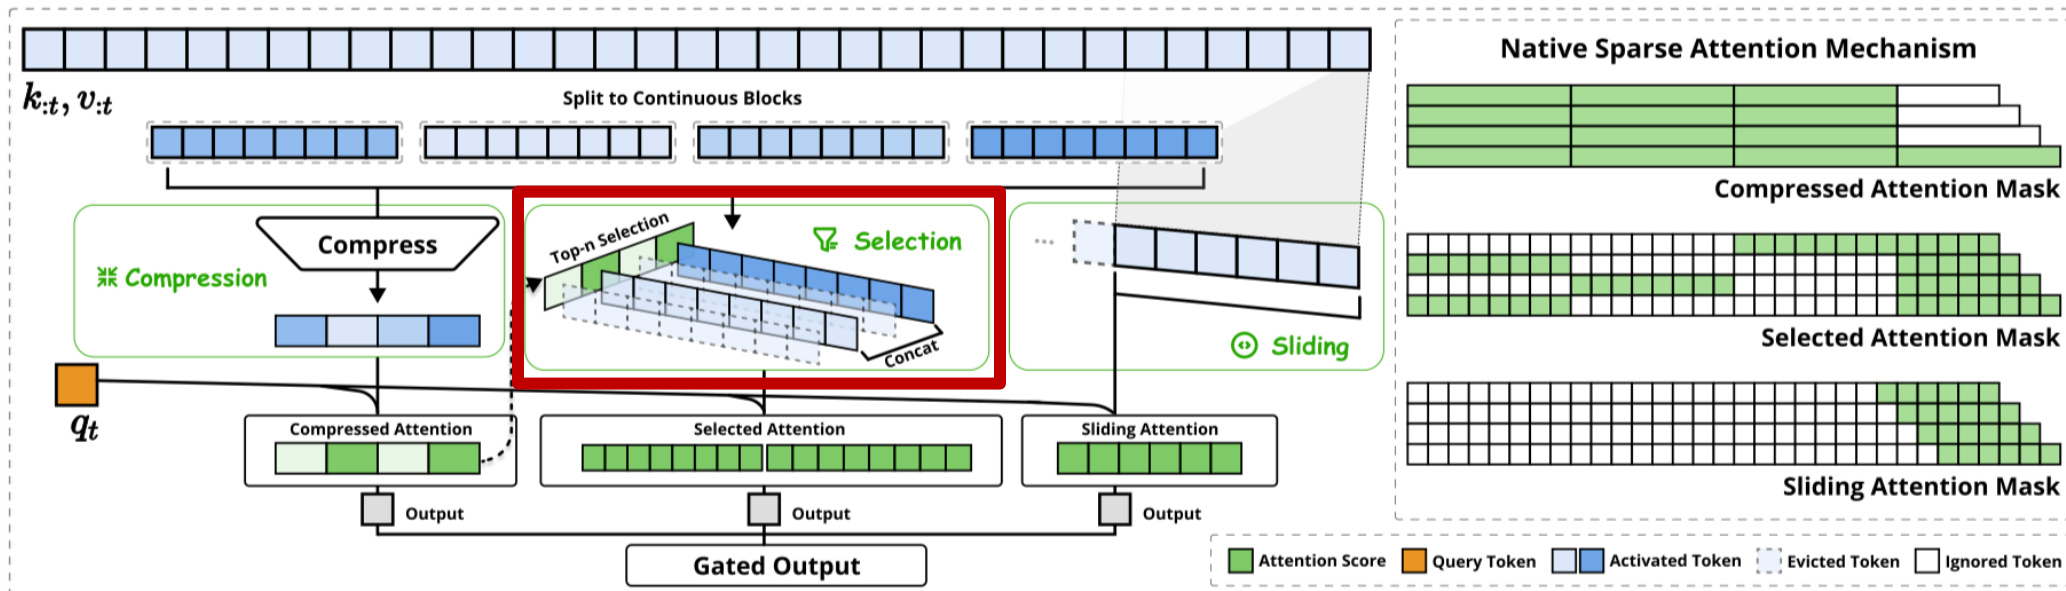 k:t, v:t
Split to Continuous Blocks
Compress
Compression
Top-n Selection
Selection
Concat
...
Sliding
qt
Compressed Attention
Selected Attention
Sliding Attention
Output
Output
Output
Gated Output
Native Sparse Attention Mechanism
Compressed Attention Mask
Selected Attention Mask
Sliding Attention Mask
Attention Score
Query Token
Activated Token
Evicted Token
Ignored Token